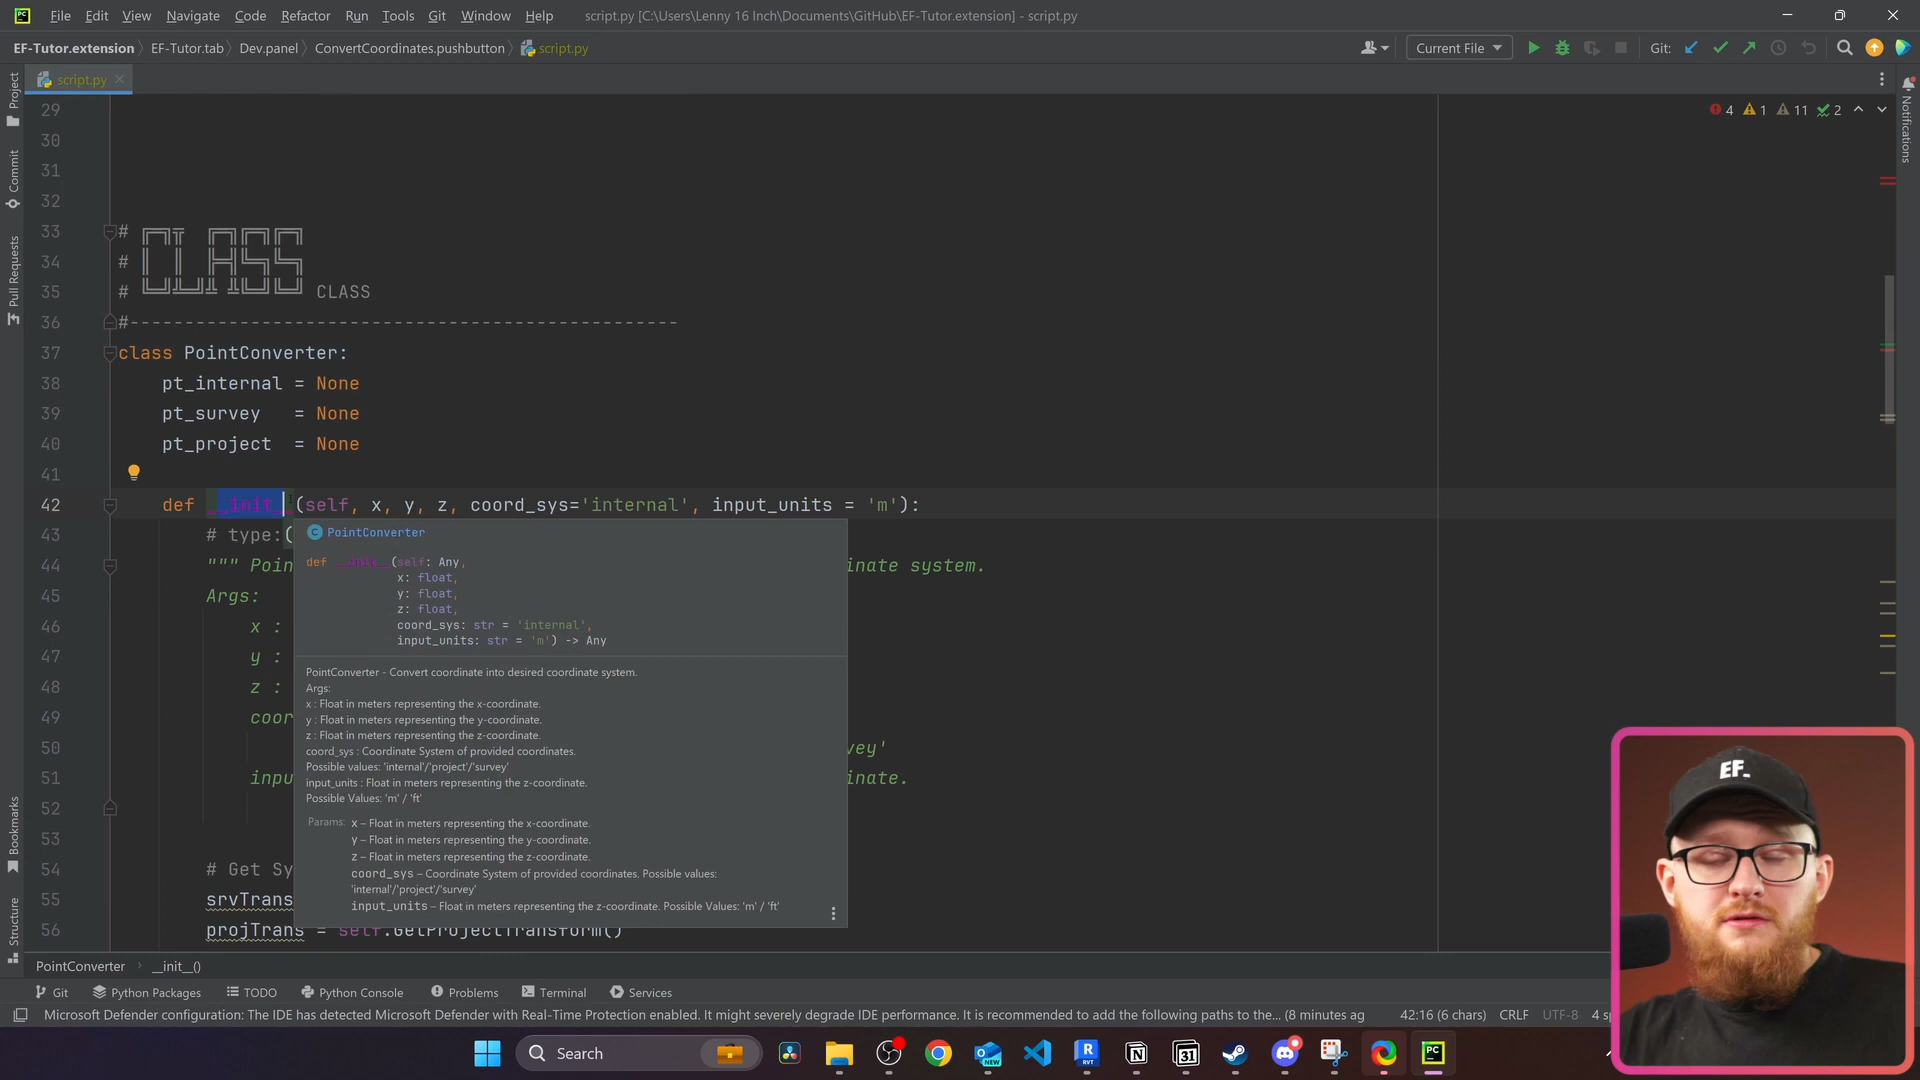 File Edit View Navigate Code Refactor Run Tools Git Window Help script.py [C:\Users\Lenny 16 Inch\Documents\GitHub\EF-Tutor.extension] - script.py
EF-Tutor.extension EF-Tutor.tab Dev.panel ConvertCoordinates.pushbutton script.py Current File Git:
script.py
Project
Commit
Pull Requests
Bookmarks
Structure
Notifications
4 1 11 2
29
30
31
32
33 #
34 #
35 # CLASS
36 #--------------------------------------------------
37 class PointConverter:
38 pt_internal = None
39 pt_survey = None
40 pt_project = None
41
42 def __init__(self, x, y, z, coord_sys='internal', input_units = 'm'):
43 # type:(
44 """ Poin inate system.
45 Args:
46 x :
47 y :
48 z :
49 coor
50 vey'
51 inpu inate.
52
53
54 # Get Sy
55 srvTrans
56 projTrans = self.GetProjectTransform()
PointConverter
def __init__(self: Any,
x: float,
y: float,
z: float,
coord_sys: str = 'internal',
input_units: str = 'm') -> Any
PointConverter - Convert coordinate into desired coordinate system.
Args:
x : Float in meters representing the x-coordinate.
y : Float in meters representing the y-coordinate.
z : Float in meters representing the z-coordinate.
coord_sys : Coordinate System of provided coordinates.
Possible values: 'internal'/'project'/'survey'
input_units : Float in meters representing the z-coordinate.
Possible Values: 'm' / 'ft'
Params: x – Float in meters representing the x-coordinate.
y – Float in meters representing the y-coordinate.
z – Float in meters representing the z-coordinate.
coord_sys – Coordinate System of provided coordinates. Possible values:
'internal'/'project'/'survey'
input_units – Float in meters representing the z-coordinate. Possible Values: 'm' / 'ft'
EF.
PointConverter __init__()
Git Python Packages TODO Python Console Problems Terminal Services
Microsoft Defender configuration: The IDE has detected Microsoft Defender with Real-Time Protection enabled. It might severely degrade IDE performance. It is recommended to add the following paths to the... (8 minutes ag 42:16 (6 chars) CRLF UTF-8 4 sp
Search
NEW
R
RVT
N
31
PC